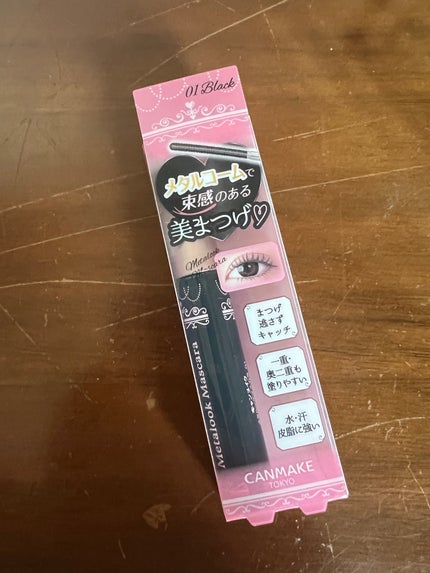 01 Black
メタルコームで
束感のある
美まつげ♡
Metalook
Mascara
まつげ
逃さず
キャッチ
一重・
奥二重も
塗りやすい
水・汗
皮脂に強い
Metalook Mascara
CANMAKE
TOKYO